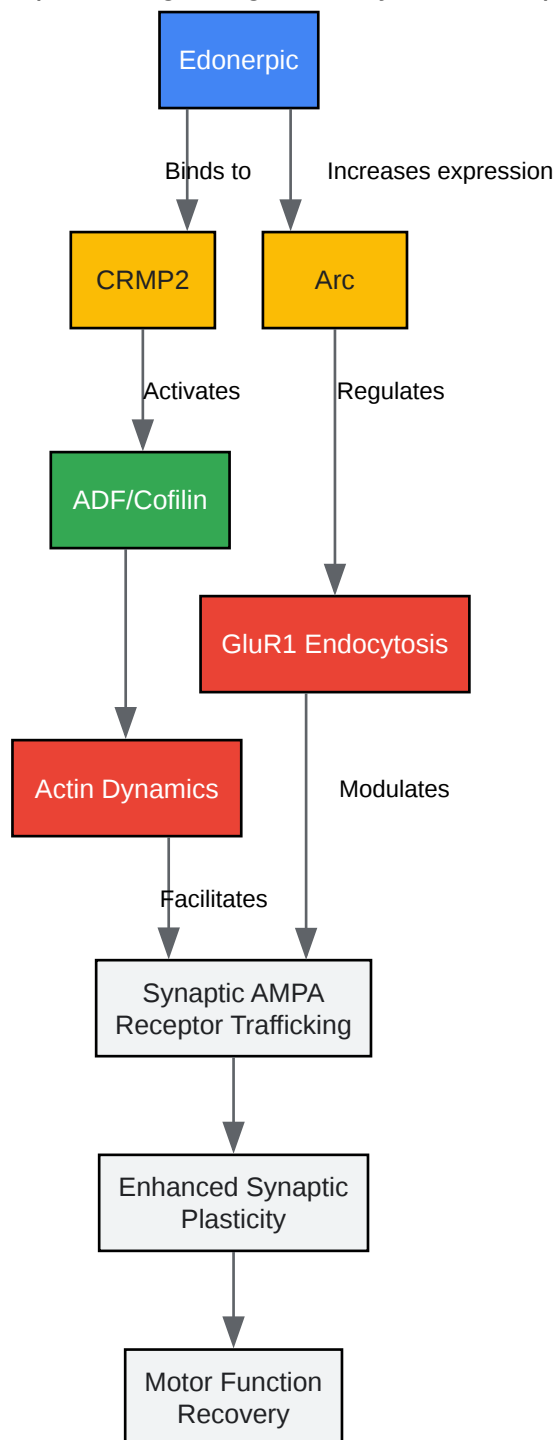 Edonerpic
Binds to
Increases expression
CRMP2
Arc
Activates
Regulates
ADF/Cofilin
GluR1 Endocytosis
Actin Dynamics
Modulates
Facilitates
Synaptic AMPA
Receptor Trafficking
Enhanced Synaptic
Plasticity
Motor Function
Recovery